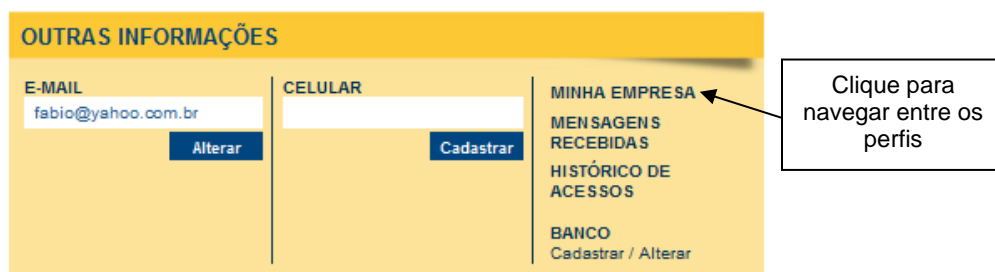 OUTRAS INFORMAÇÕES
E-MAIL
fabio@yahoo.com.br
Alterar
CELULAR
Cadastrar
MINHA EMPRESA
MENSAGENS
RECEBIDAS
HISTÓRICO DE
ACESSOS
BANCO
Cadastrar / Alterar
Clique para
navegar entre os
perfis